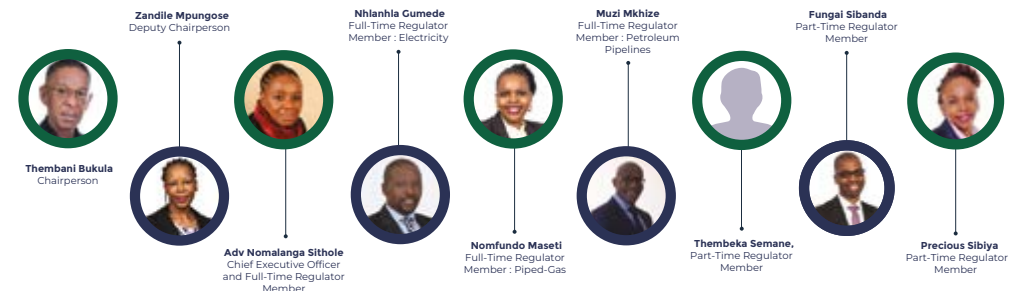 Zandile Mpungose
Deputy Chairperson
Nhlanhla Gumede
Full-Time Regulator
Member : Electricity
Muzi Mkhize
Full-Time Regulator
Member : Petroleum
Pipelines
Fungai Sibanda
Part-Time Regulator
Member
Thembani Bukula
Chairperson
Adv Nomalanga Sithole
Chief Executive Officer
and Full-Time Regulator
Member
Nomfundo Maseti
Full-Time Regulator
Member : Piped-Gas
Thembeka Semane,
Part-Time Regulator
Member
Precious Sibiya
Part-Time Regulator
Member